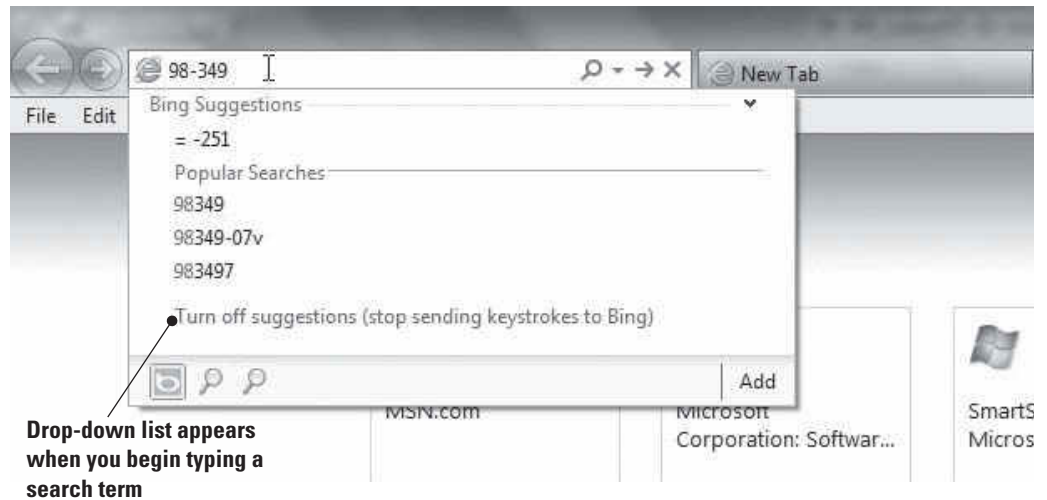 98-349
New Tab
File Edit
Bing Suggestions
= -251
Popular Searches
98349
98349-07v
983497
Turn off suggestions (stop sending keystrokes to Bing)
Add
MSN.com
Microsoft
Corporation: Softwar...
SmartS
Micros
Drop-down list appears
when you begin typing a
search term